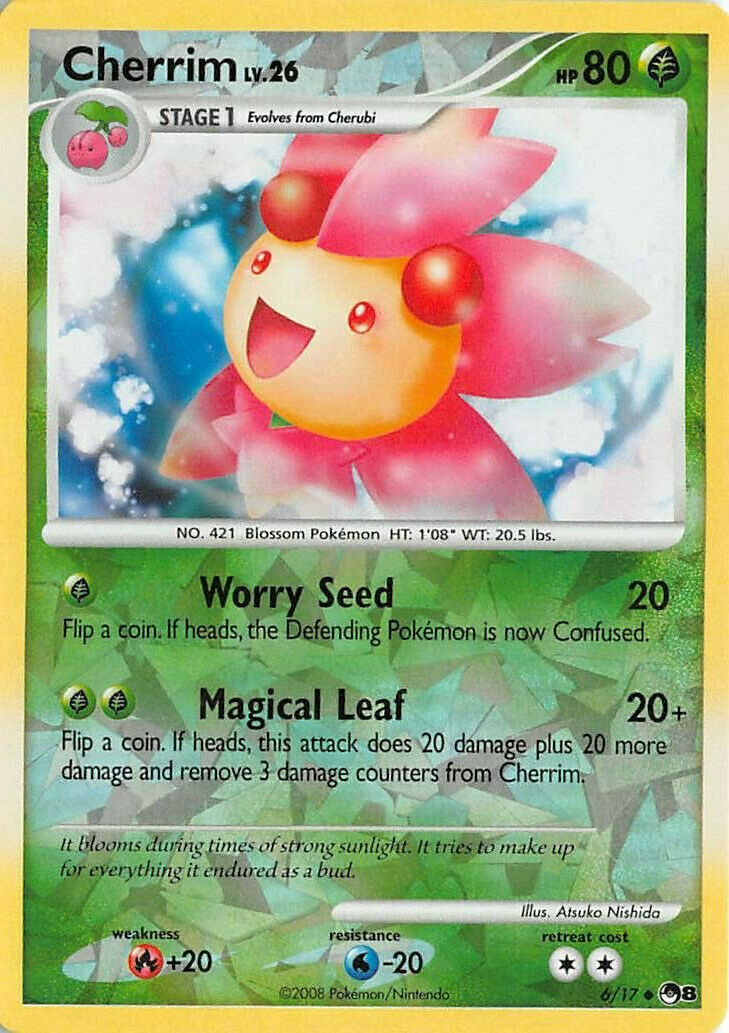 Cherrim LV.26 HP 80
STAGE 1 Evolves from Cherubi
NO. 421 Blossom Pokémon HT: 1'08" WT: 20.5 lbs.
Worry Seed 20
Flip a coin. If heads, the Defending Pokémon is now Confused.
Magical Leaf 20+
Flip a coin. If heads, this attack does 20 damage plus 20 more
damage and remove 3 damage counters from Cherrim.
It blooms during times of strong sunlight. It tries to make up
for everything it endured as a bud.
Illus. Atsuko Nishida
weakness resistance retreat cost
+20 -20
©2008 Pokémon/Nintendo 6/17 8